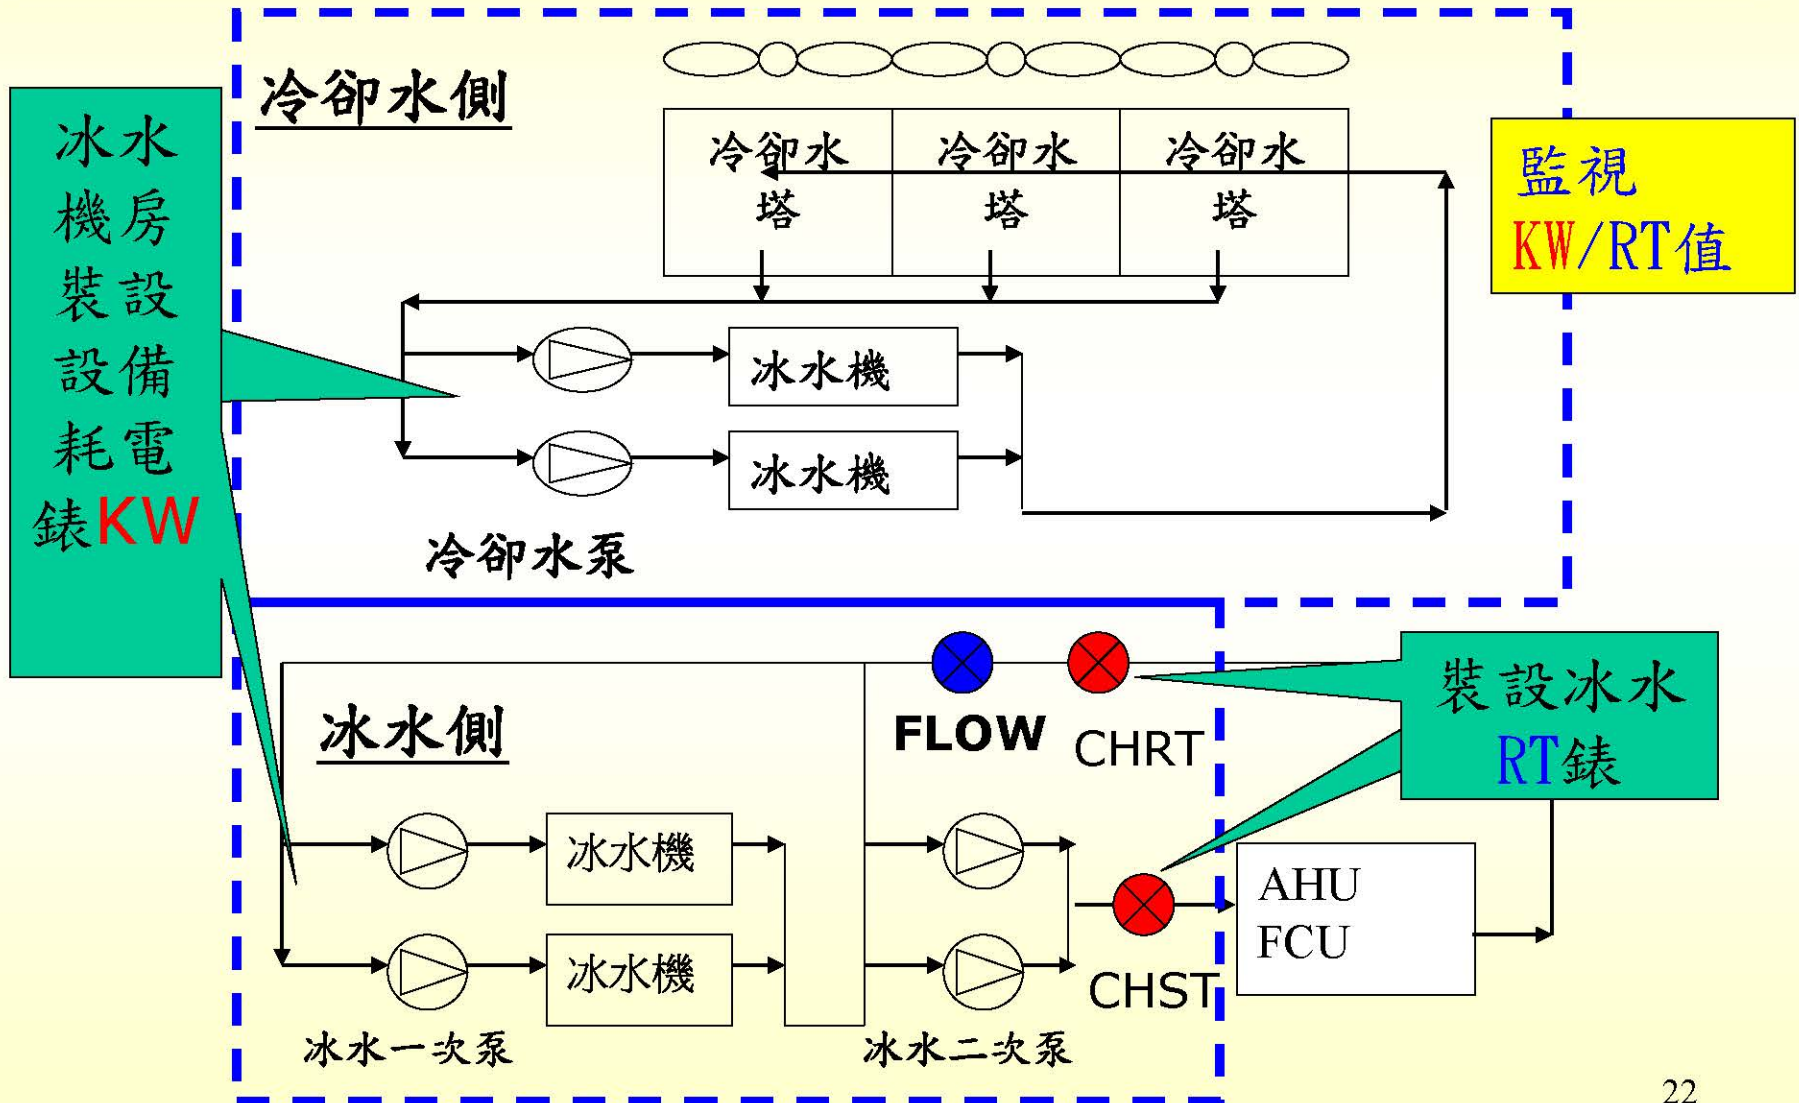 冷卻水側
冰水
機房
裝設
設備
耗電
錶KW
冷卻水
塔
冷卻水
塔
冷卻水
塔
監視
KW/RT值
冰水機
冰水機
冷卻水泵
冰水側
FLOW
CHRT
裝設冰水
RT錶
冰水機
冰水機
AHU
FCU
CHST
冰水一次泵
冰水二次泵
22